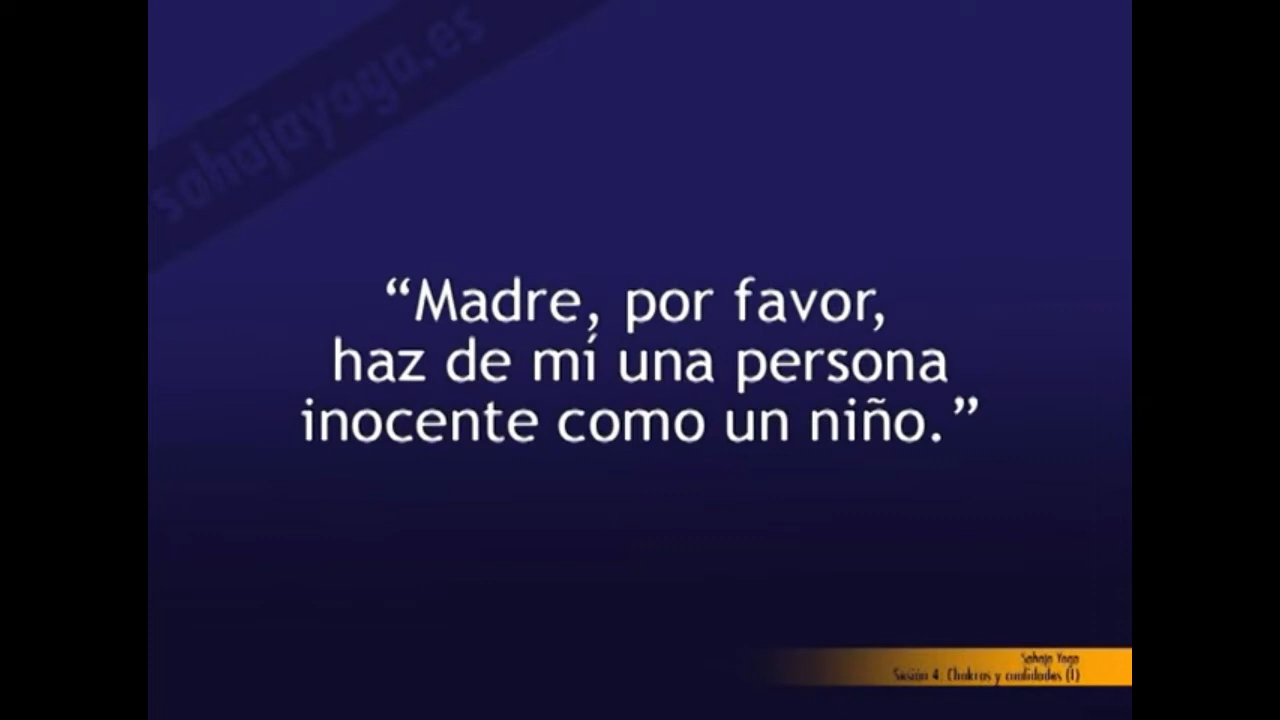 sahajayoga.es
“Madre, por favor,
haz de mí una persona
inocente como un niño.”
Sahaja Yoga
Sesión 4: Chakras y cualidades (I)